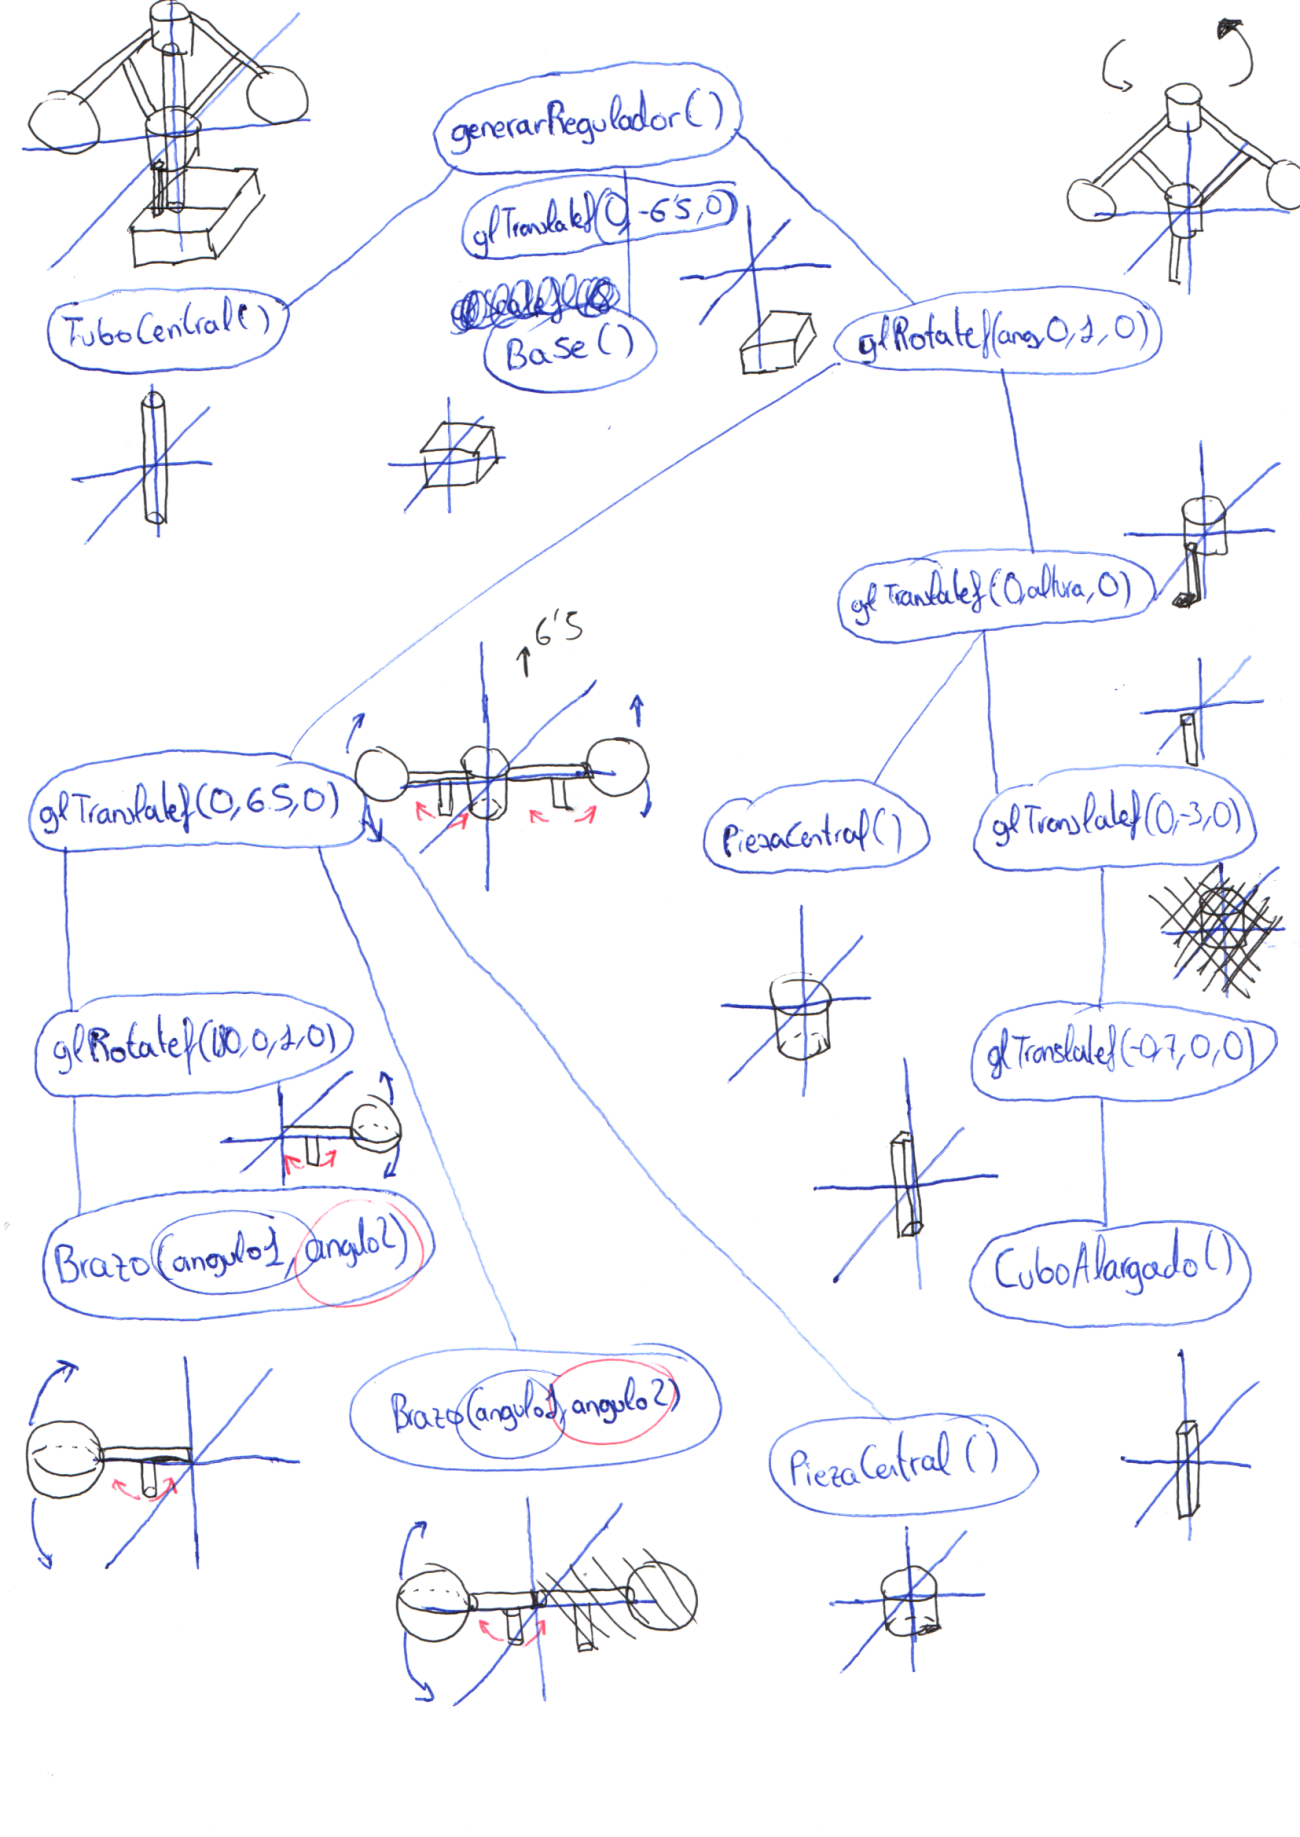 generarRegulador()
glTranslatef(0,-6'5,0)
TuboCentral()
Base()
glRotatef(ang,0,1,0)
glTranslatef(0,altura,0)
6'5
glTranslatef(0,6.5,0)
PiezaCentral()
glTranslatef(0,-3,0)
glRotatef(180,0,1,0)
glTranslatef(-0,7,0,0)
Brazo(angulo1, angulo2)
CuboAlargado()
Brazo(angulo1, angulo2)
PiezaCentral()